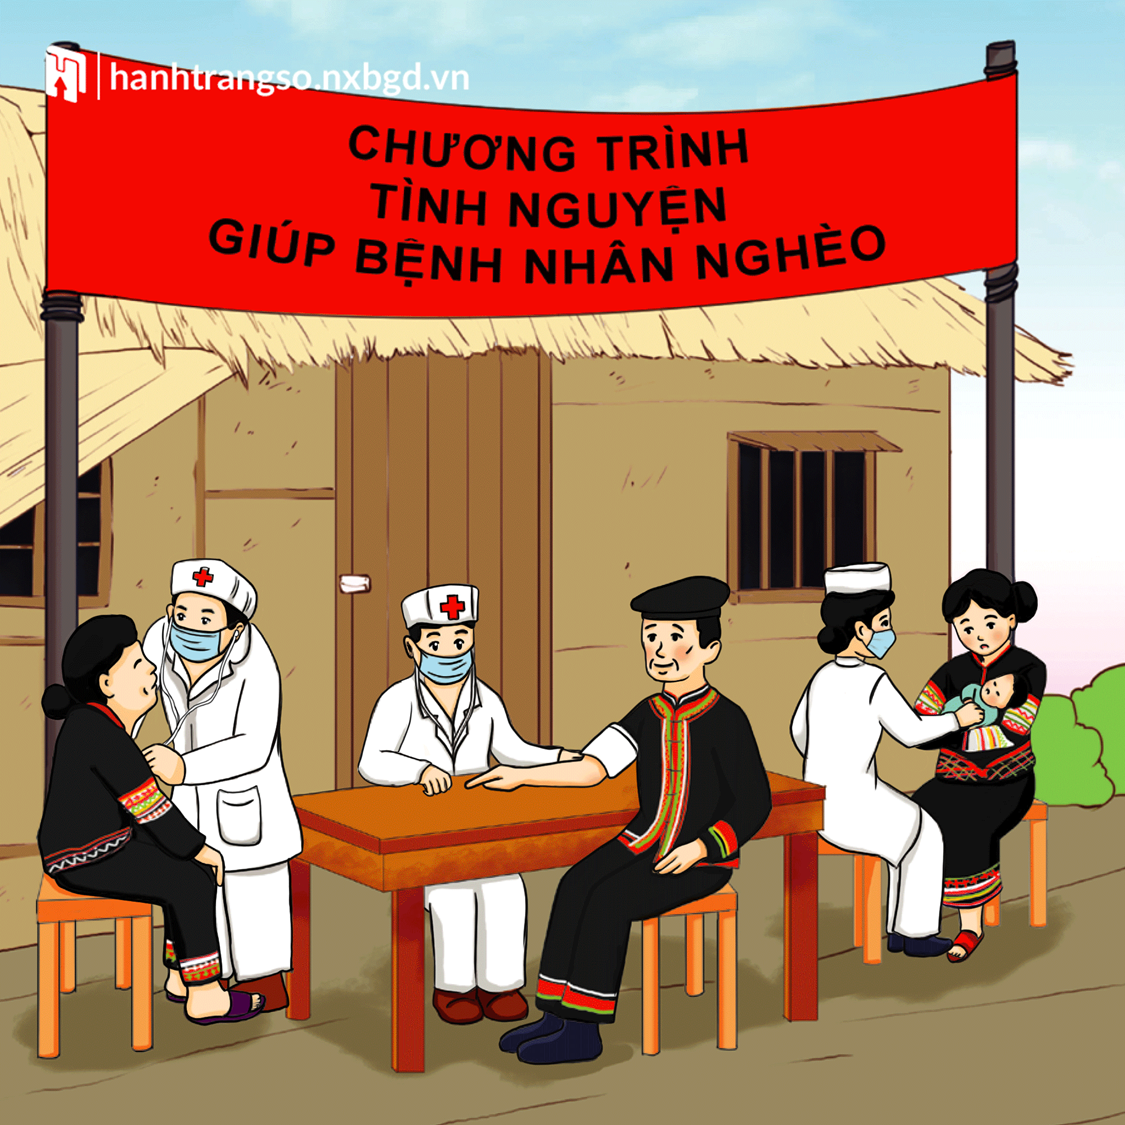 hanhtrangso.nxbgd.vn
CHƯƠNG TRÌNH
TÌNH NGUYỆN
GIÚP BỆNH NHÂN NGHÈO